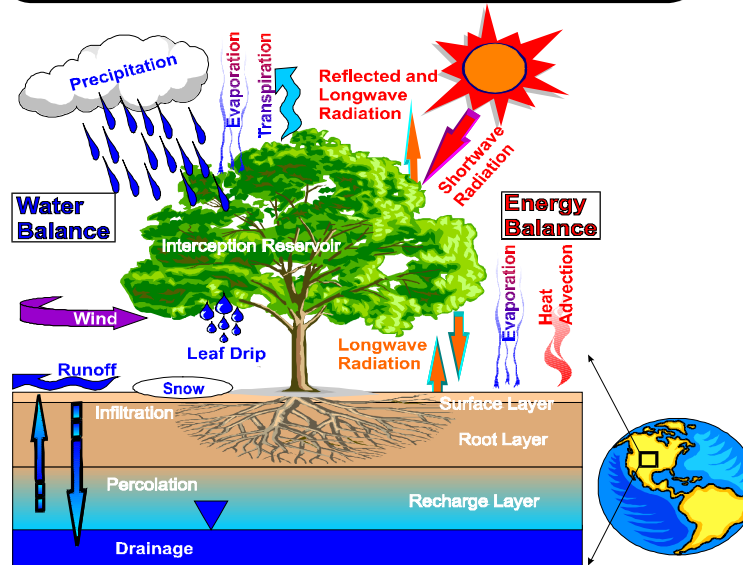 Precipitation
Evaporation
Transpiration
Reflected and
Longwave
Radiation
Shortwave
Radiation
Water
Balance
Energy
Balance
Interception Reservoir
Evaporation
Heat
Advection
Wind
Leaf Drip
Longwave
Radiation
Runoff
Snow
Infiltration
Surface Layer
Root Layer
Percolation
Recharge Layer
Drainage